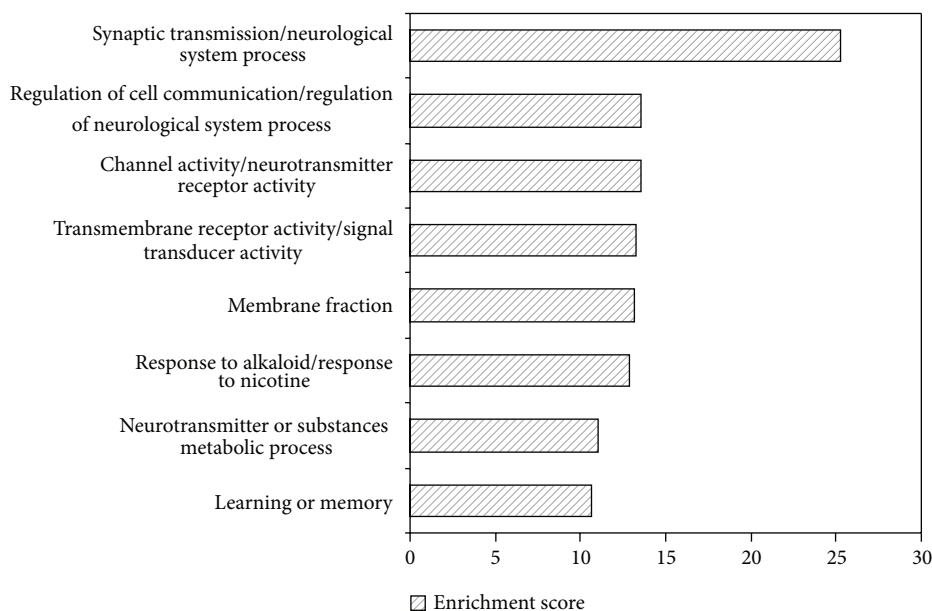 Synaptic transmission/neurological
system process
Regulation of cell communication/regulation
of neurological system process
Channel activity/neurotransmitter
receptor activity
Transmembrane receptor activity/signal
transducer activity
Membrane fraction
Response to alkaloid/response
to nicotine
Neurotransmitter or substances
metabolic process
Learning or memory
0 5 10 15 20 25 30
Enrichment score